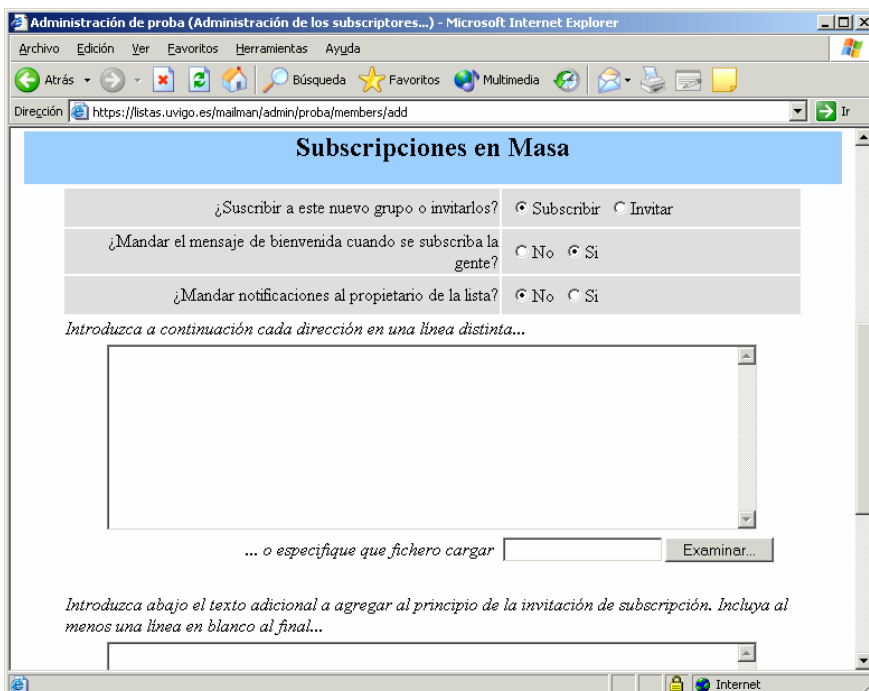 Administración de proba (Administración de los subscriptores...) - Microsoft Internet Explorer
Archivo Edición Ver Favoritos Herramientas Ayuda
Atrás Búsqueda Favoritos Multimedia
Dirección https://listas.uvigo.es/mailman/admin/proba/members/add Ir
Subscripciones en Masa
¿Suscribir a este nuevo grupo o invitarlos? Subscribir Invitar
¿Mandar el mensaje de bienvenida cuando se subscriba la
gente? No Si
¿Mandar notificaciones al propietario de la lista? No Si
Introduzca a continuación cada dirección en una línea distinta...
... o especifique que fichero cargar Examinar...
Introduzca abajo el texto adicional a agregar al principio de la invitación de subscripción. Incluya al
menos una línea en blanco al final...
Internet